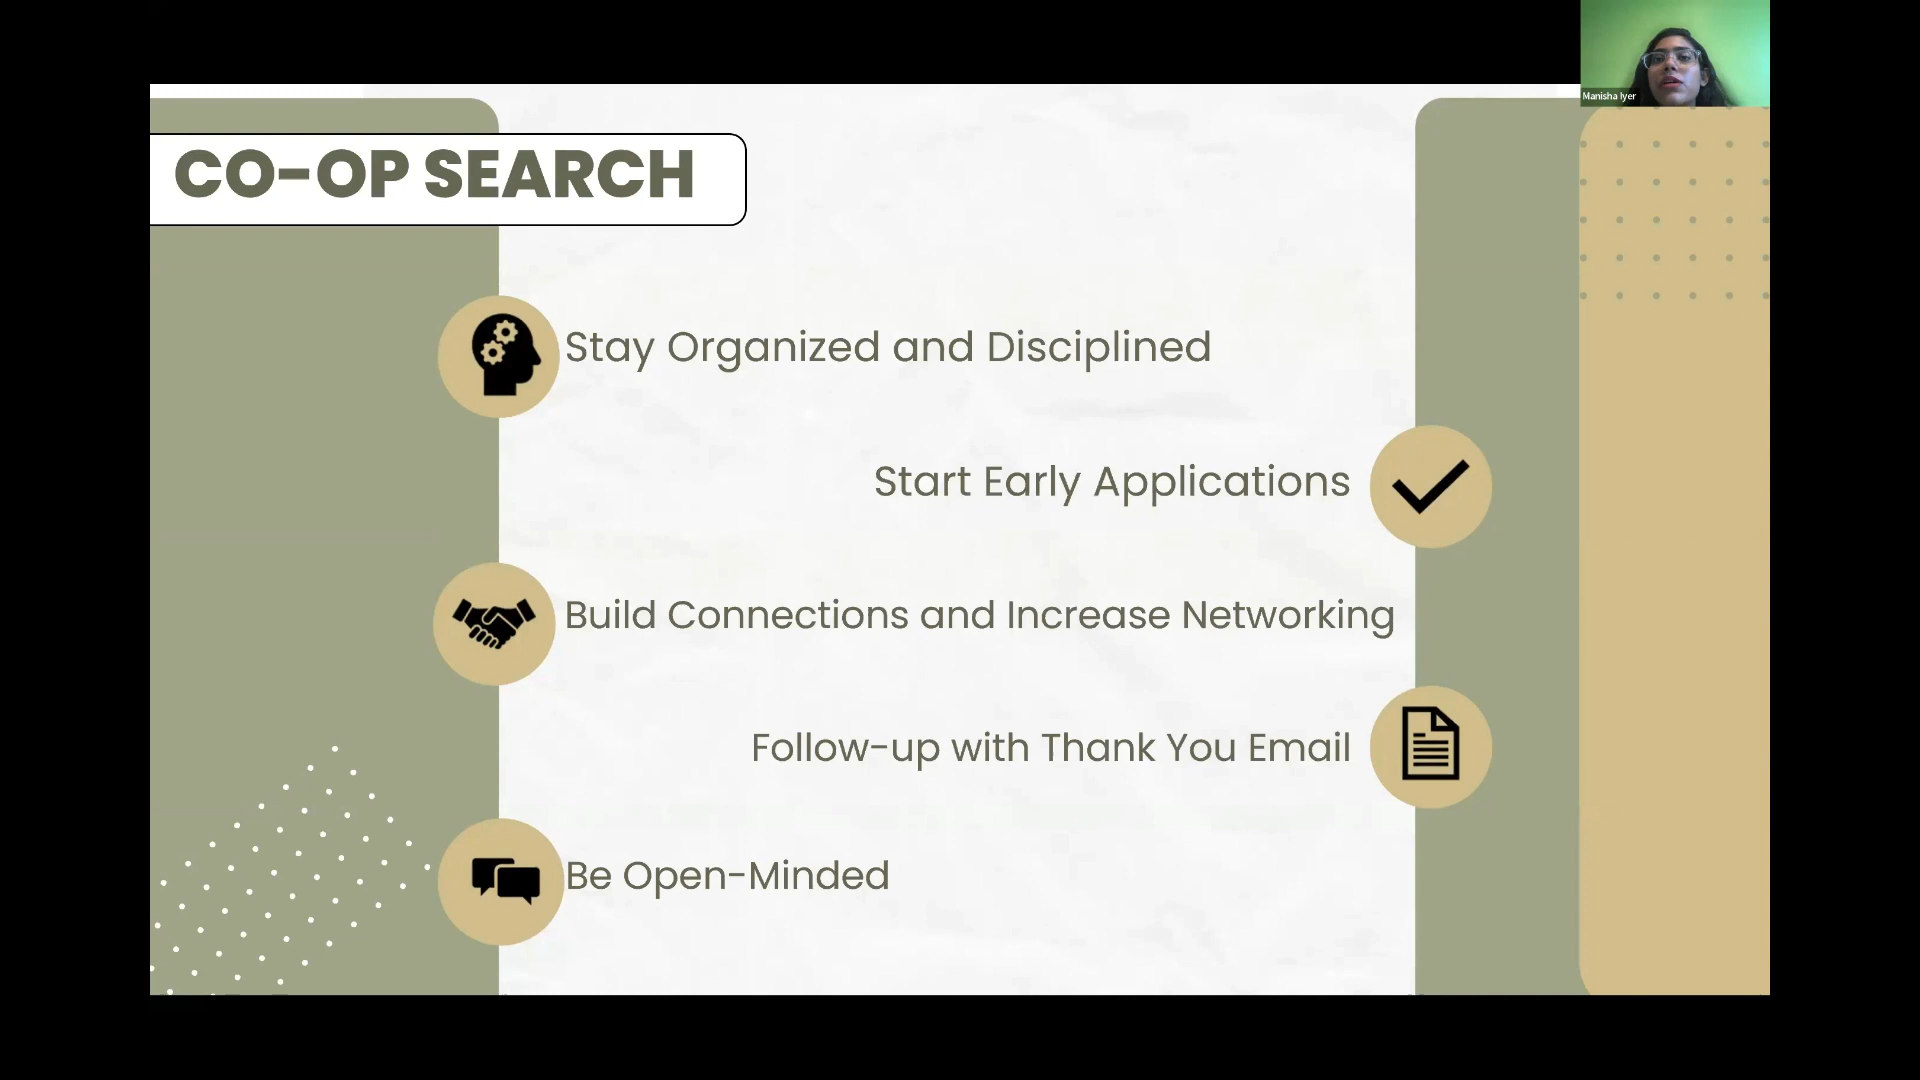 Manisha Iyer
CO-OP SEARCH
Stay Organized and Disciplined
Start Early Applications
Build Connections and Increase Networking
Follow-up with Thank You Email
Be Open-Minded